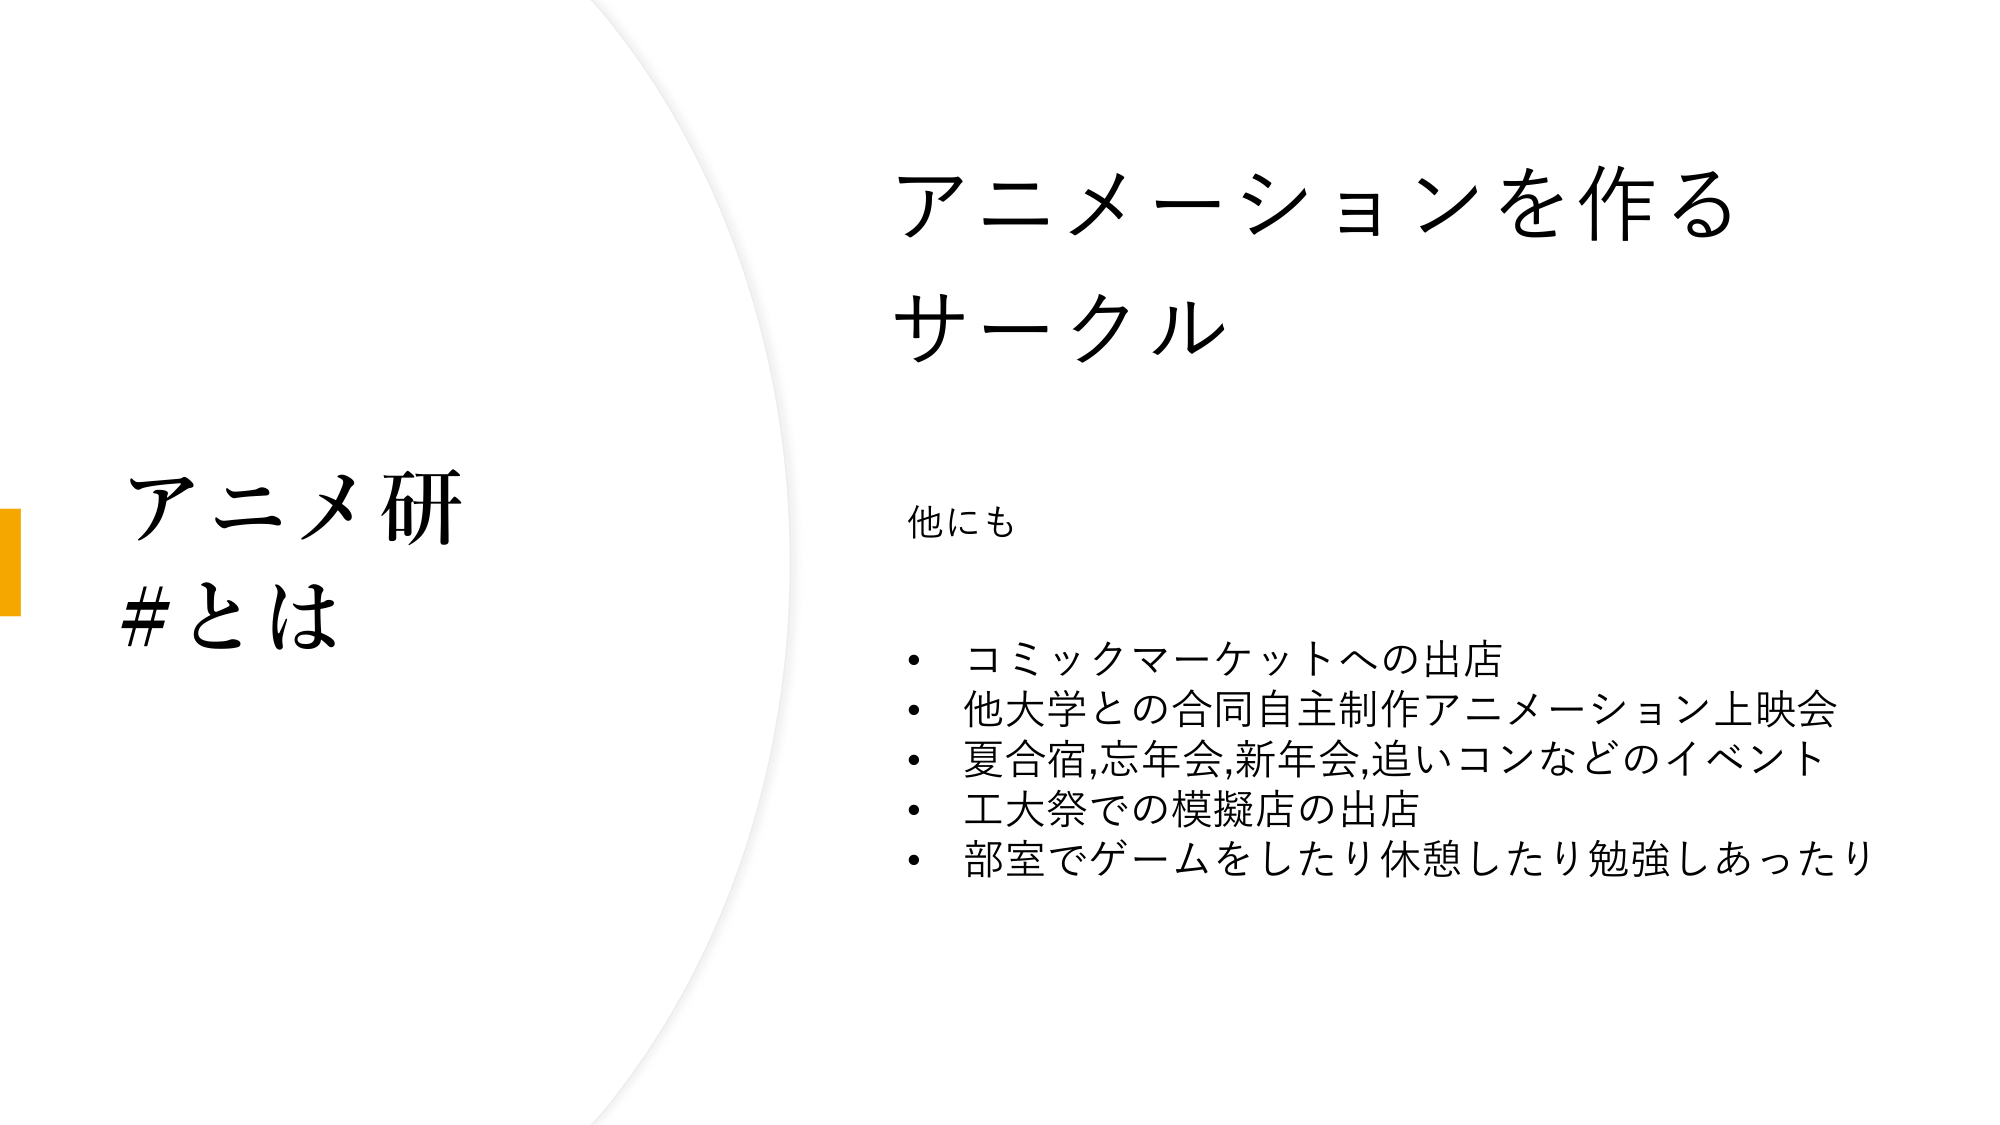 アニメ研
#とは
アニメーションを作る
サークル
他にも
• コミックマーケットへの出店
• 他大学との合同自主制作アニメーション上映会
• 夏合宿,忘年会,新年会,追いコンなどのイベント
• 工大祭での模擬店の出店
• 部室でゲームをしたり休憩したり勉強しあったり